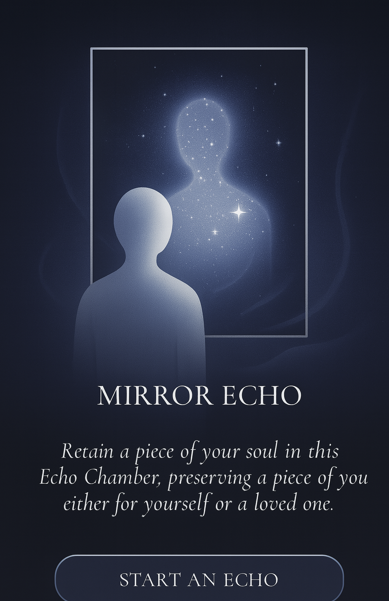 MIRROR ECHO
Retain a piece of your soul in this
Echo Chamber, preserving a piece of you
either for yourself or a loved one.
START AN ECHO